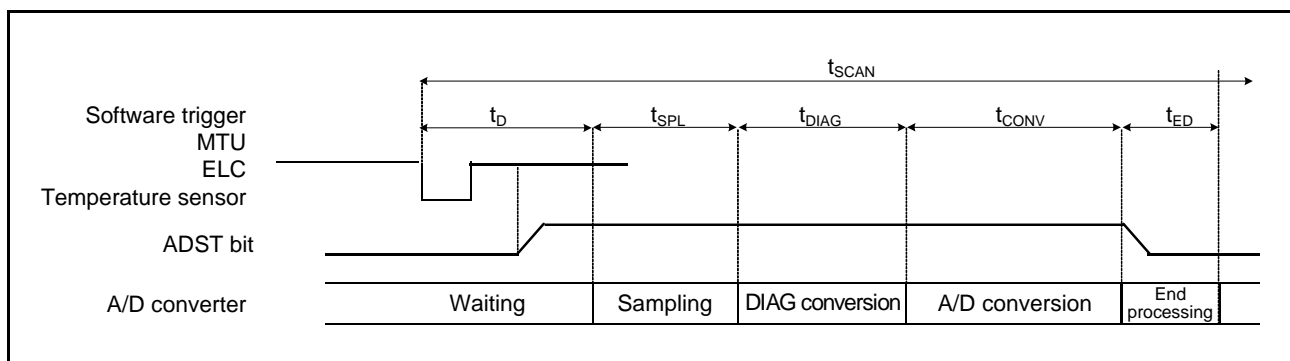 tSCAN
Software trigger
tD
tSPL
tDIAG
tCONV
tED
MTU
ELC
Temperature sensor
ADST bit
A/D converter
Waiting
Sampling
DIAG conversion
A/D conversion
End
processing